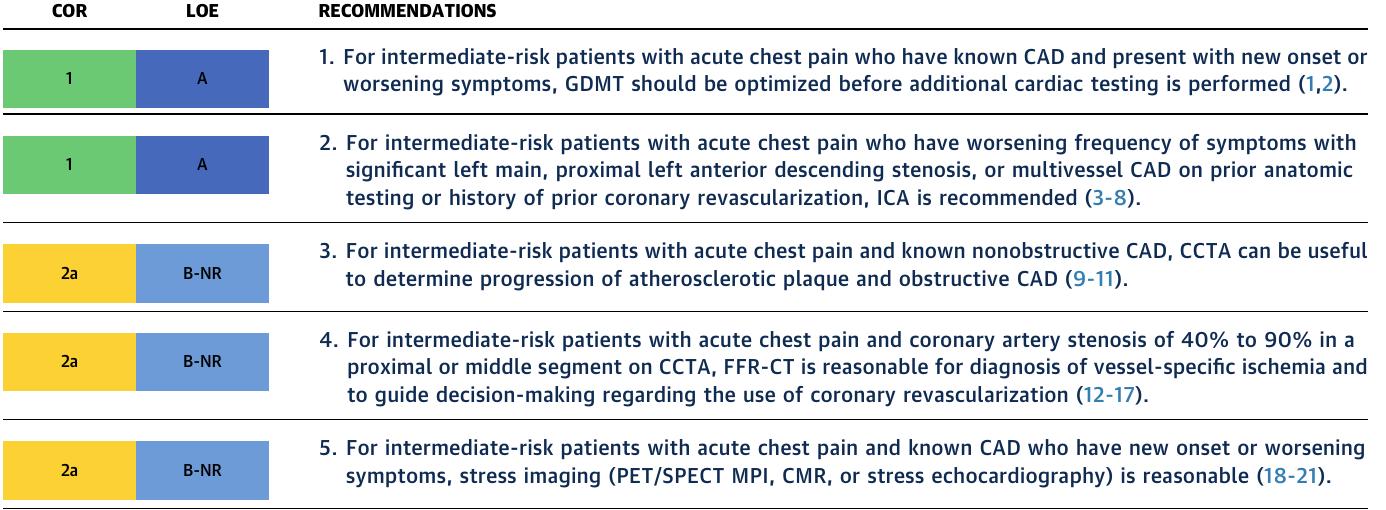 COR LOE RECOMMENDATIONS
1 A 1. For intermediate-risk patients with acute chest pain who have known CAD and present with new onset or
worsening symptoms, GDMT should be optimized before additional cardiac testing is performed (1,2).
1 A 2. For intermediate-risk patients with acute chest pain who have worsening frequency of symptoms with
significant left main, proximal left anterior descending stenosis, or multivessel CAD on prior anatomic
testing or history of prior coronary revascularization, ICA is recommended (3-8).
2a B-NR 3. For intermediate-risk patients with acute chest pain and known nonobstructive CAD, CCTA can be useful
to determine progression of atherosclerotic plaque and obstructive CAD (9-11).
2a B-NR 4. For intermediate-risk patients with acute chest pain and coronary artery stenosis of 40% to 90% in a
proximal or middle segment on CCTA, FFR-CT is reasonable for diagnosis of vessel-specific ischemia and
to guide decision-making regarding the use of coronary revascularization (12-17).
2a B-NR 5. For intermediate-risk patients with acute chest pain and known CAD who have new onset or worsening
symptoms, stress imaging (PET/SPECT MPI, CMR, or stress echocardiography) is reasonable (18-21).